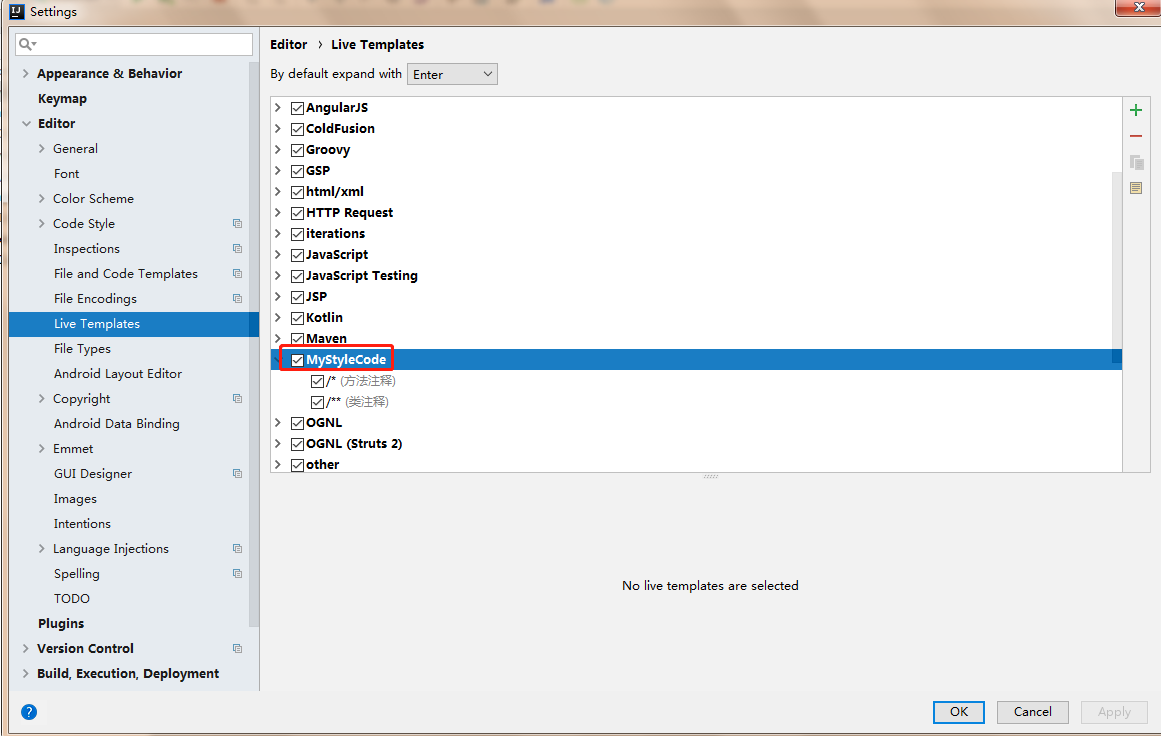 Settings
Appearance & Behavior
Keymap
Editor
General
Font
Color Scheme
Code Style
Inspections
File and Code Templates
File Encodings
Live Templates
File Types
Android Layout Editor
Copyright
Android Data Binding
Emmet
GUI Designer
Images
Intentions
Language Injections
Spelling
TODO
Plugins
Version Control
Build, Execution, Deployment
Editor › Live Templates
By default expand with Enter
AngularJS
ColdFusion
Groovy
GSP
html/xml
HTTP Request
iterations
JavaScript
JavaScript Testing
JSP
Kotlin
Maven
MyStyleCode
/* (方法注释)
/** (类注释)
OGNL
OGNL (Struts 2)
other
No live templates are selected
?
OK Cancel Apply